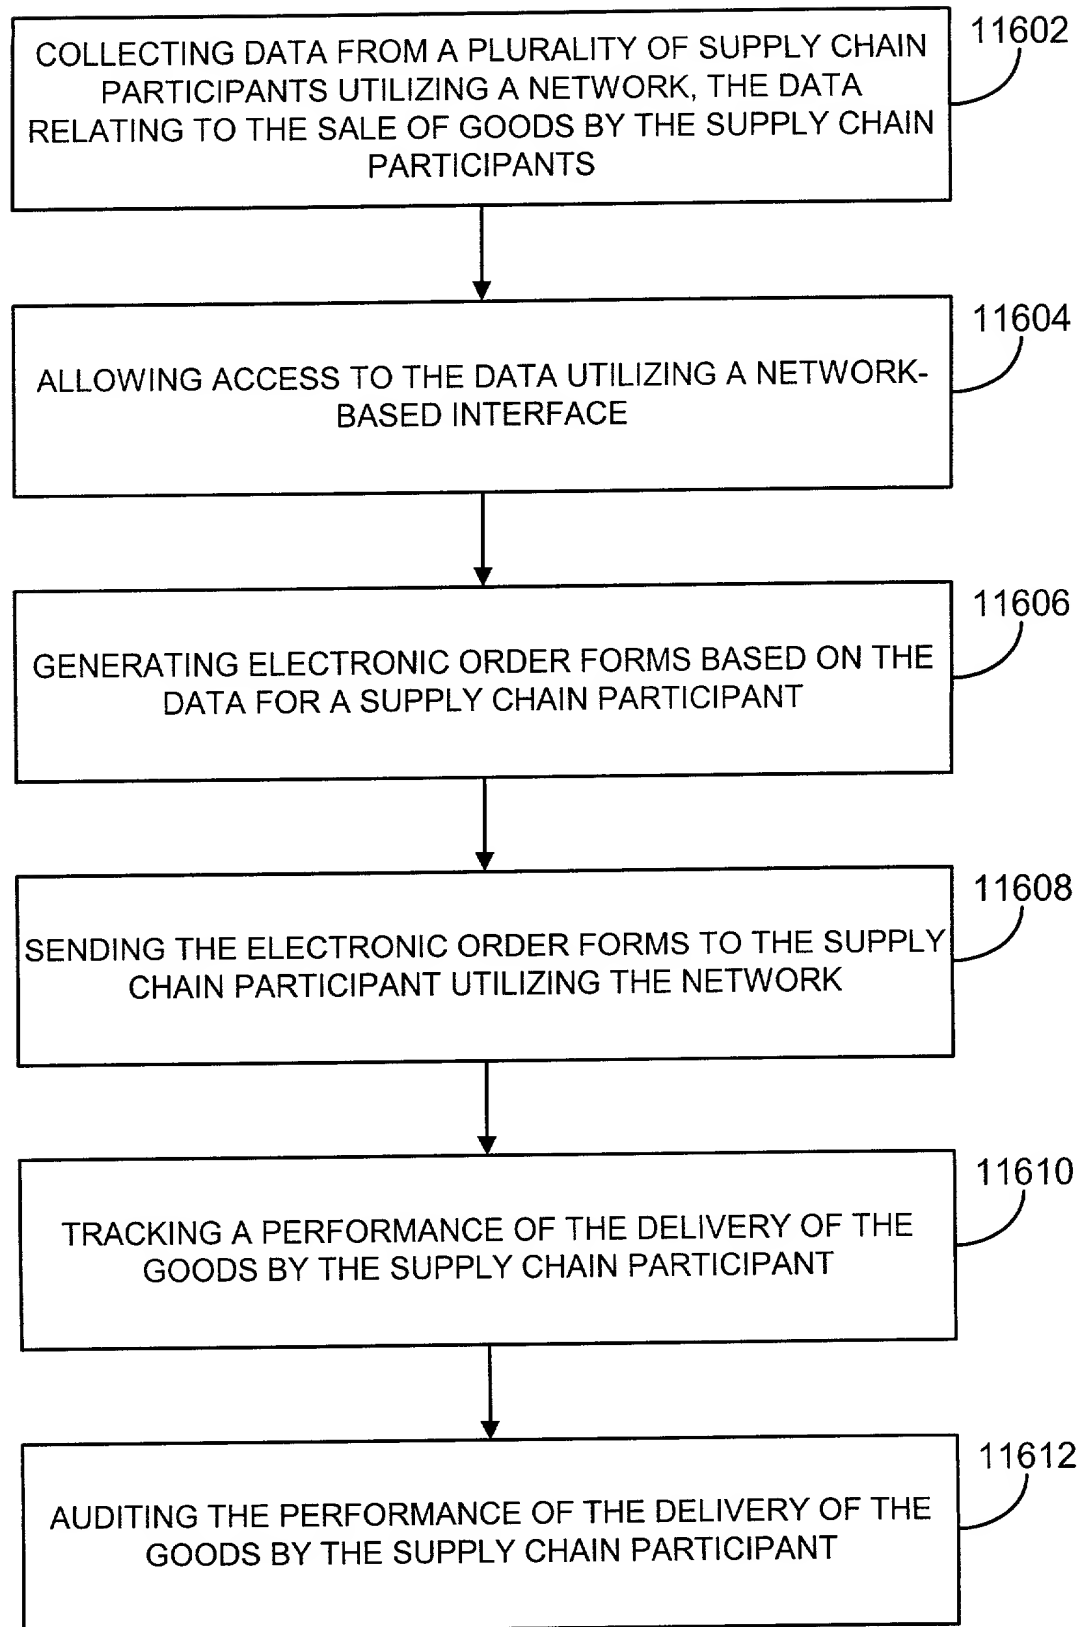 COLLECTING DATA FROM A PLURALITY OF SUPPLY CHAIN
PARTICIPANTS UTILIZING A NETWORK, THE DATA
RELATING TO THE SALE OF GOODS BY THE SUPPLY CHAIN
PARTICIPANTS
11602
ALLOWING ACCESS TO THE DATA UTILIZING A NETWORK-
BASED INTERFACE
11604
GENERATING ELECTRONIC ORDER FORMS BASED ON THE
DATA FOR A SUPPLY CHAIN PARTICIPANT
11606
SENDING THE ELECTRONIC ORDER FORMS TO THE SUPPLY
CHAIN PARTICIPANT UTILIZING THE NETWORK
11608
TRACKING A PERFORMANCE OF THE DELIVERY OF THE
GOODS BY THE SUPPLY CHAIN PARTICIPANT
11610
AUDITING THE PERFORMANCE OF THE DELIVERY OF THE
GOODS BY THE SUPPLY CHAIN PARTICIPANT
11612